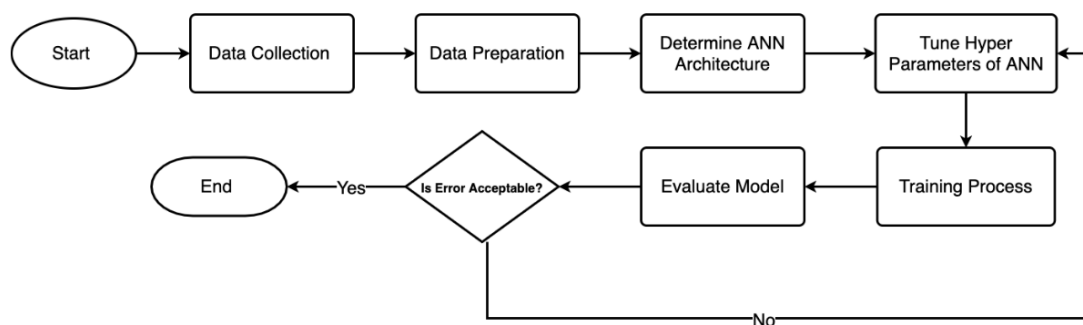 Start
Data Collection
Data Preparation
Determine ANN
Architecture
Tune Hyper
Parameters of ANN
End
Yes
Is Error Acceptable?
Evaluate Model
Training Process
No